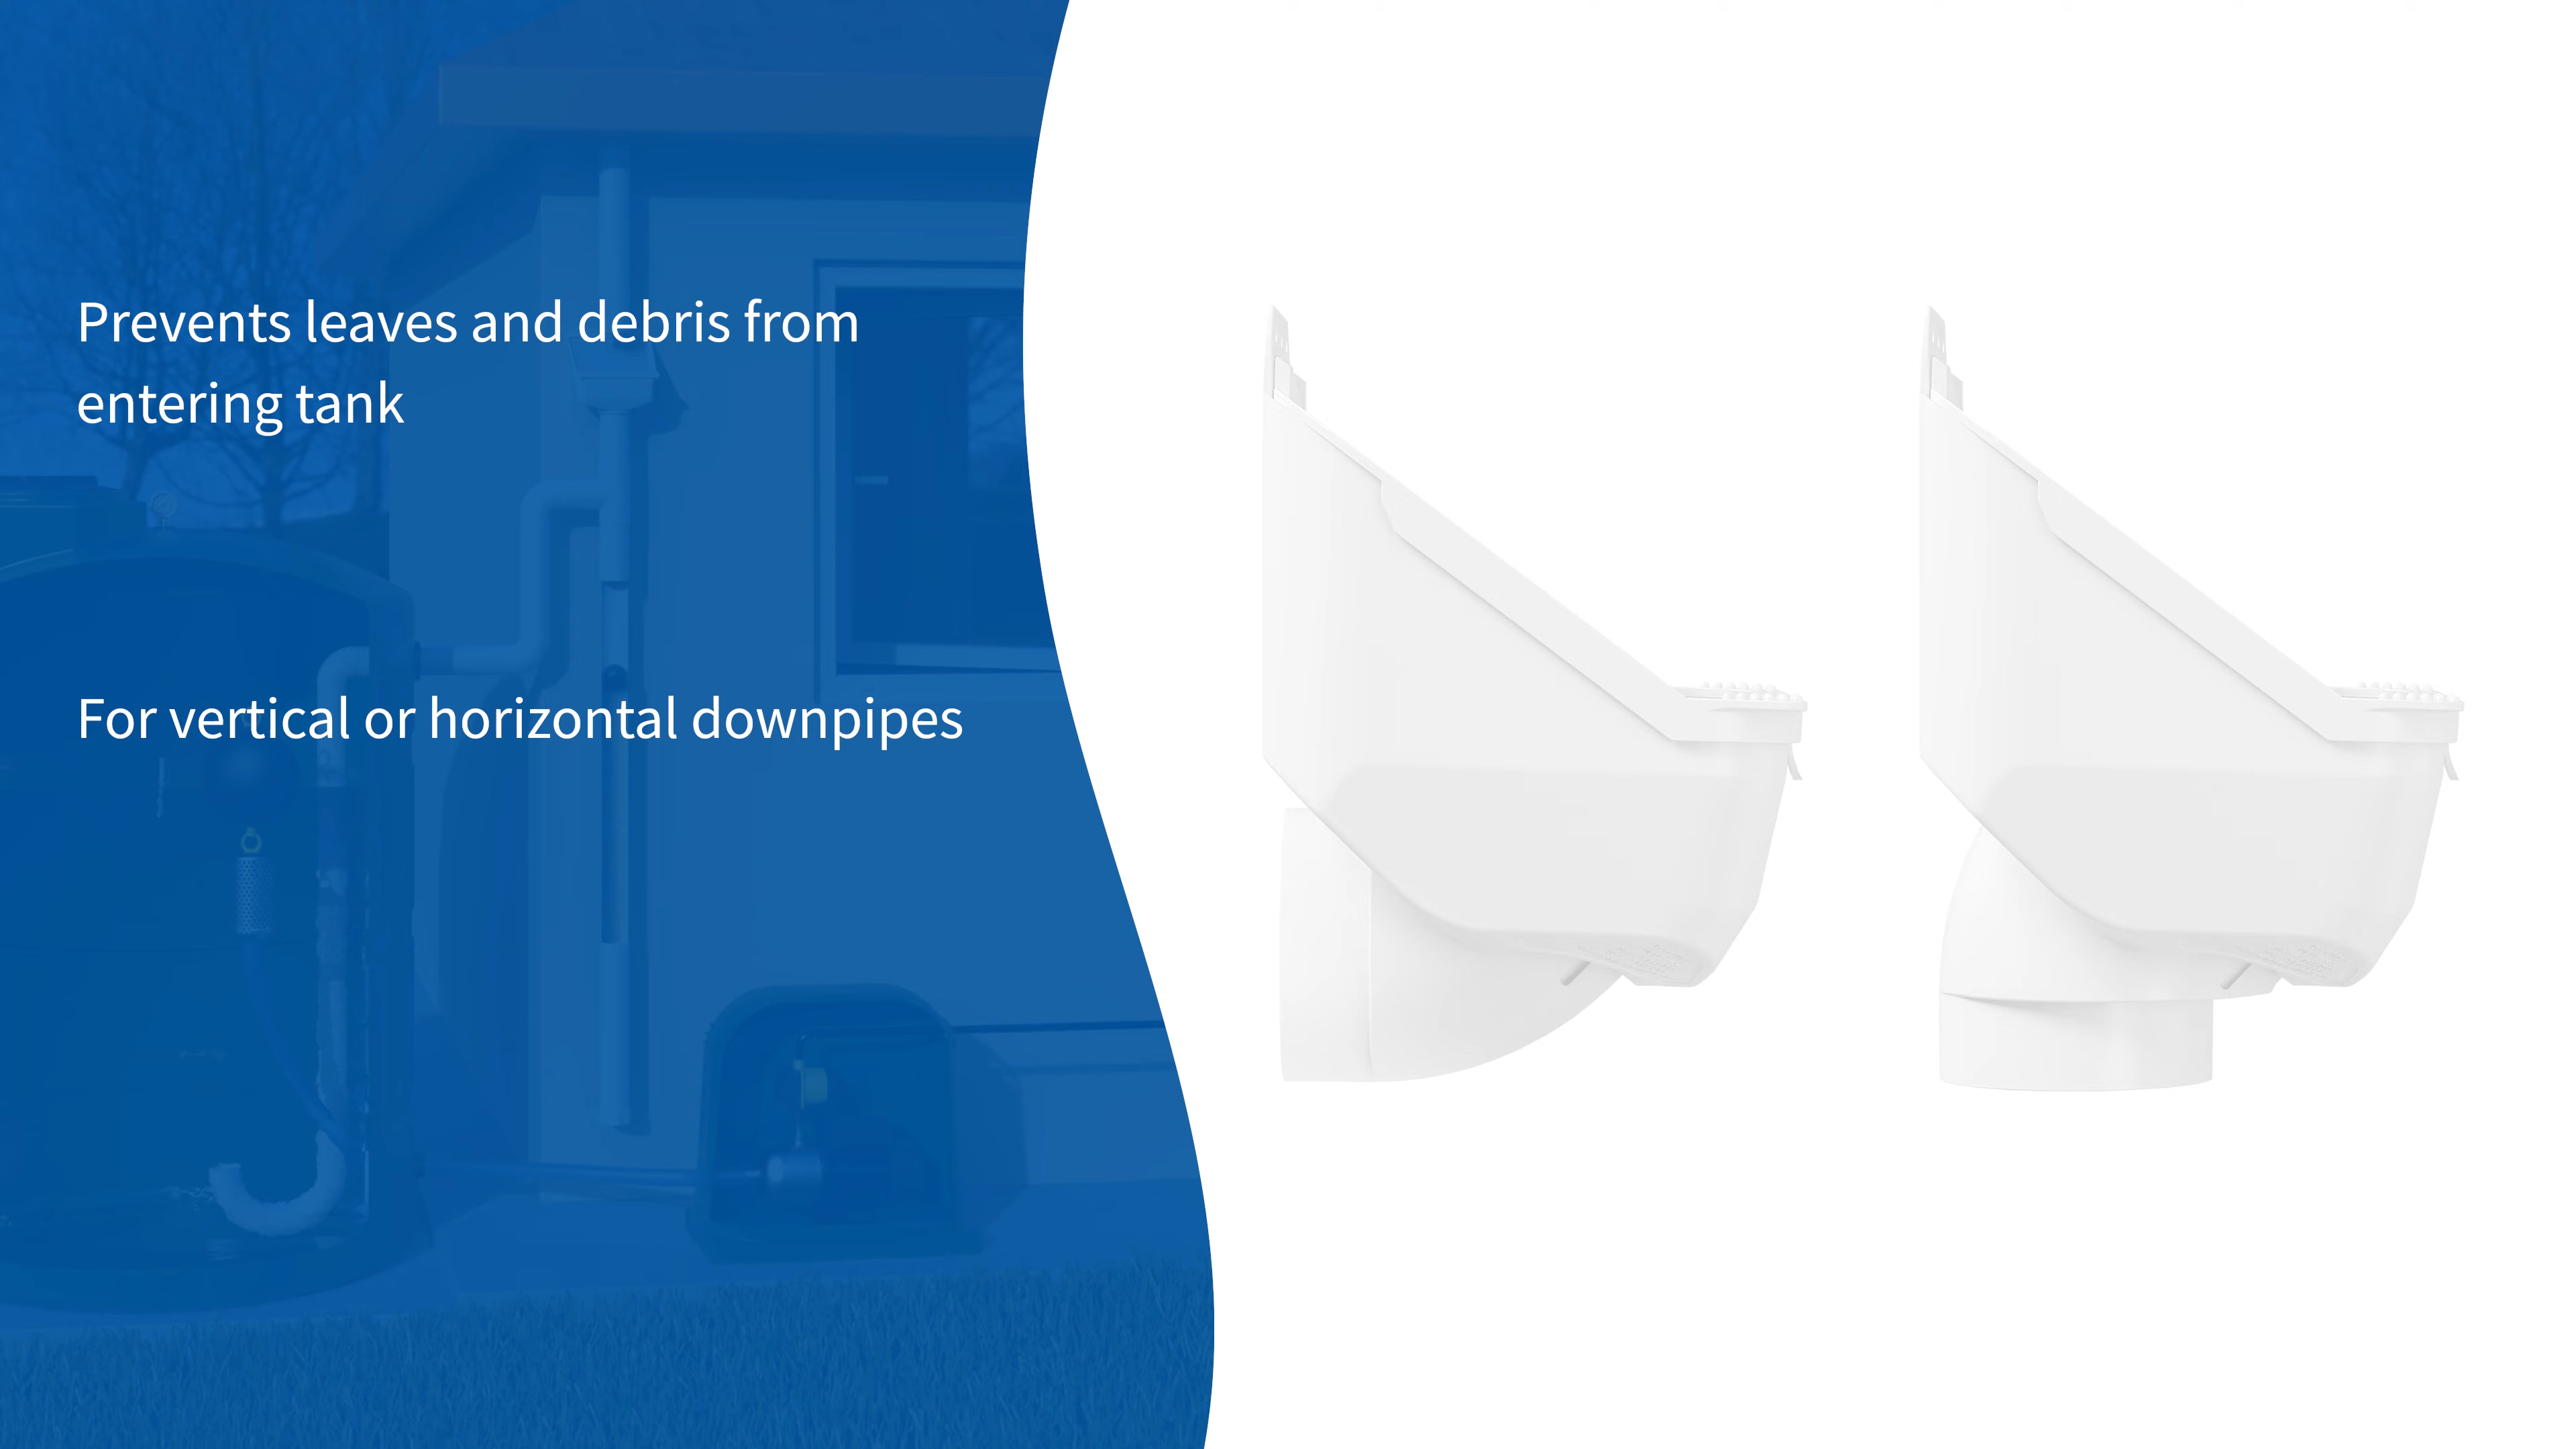 Prevents leaves and debris from
entering tank
For vertical or horizontal downpipes